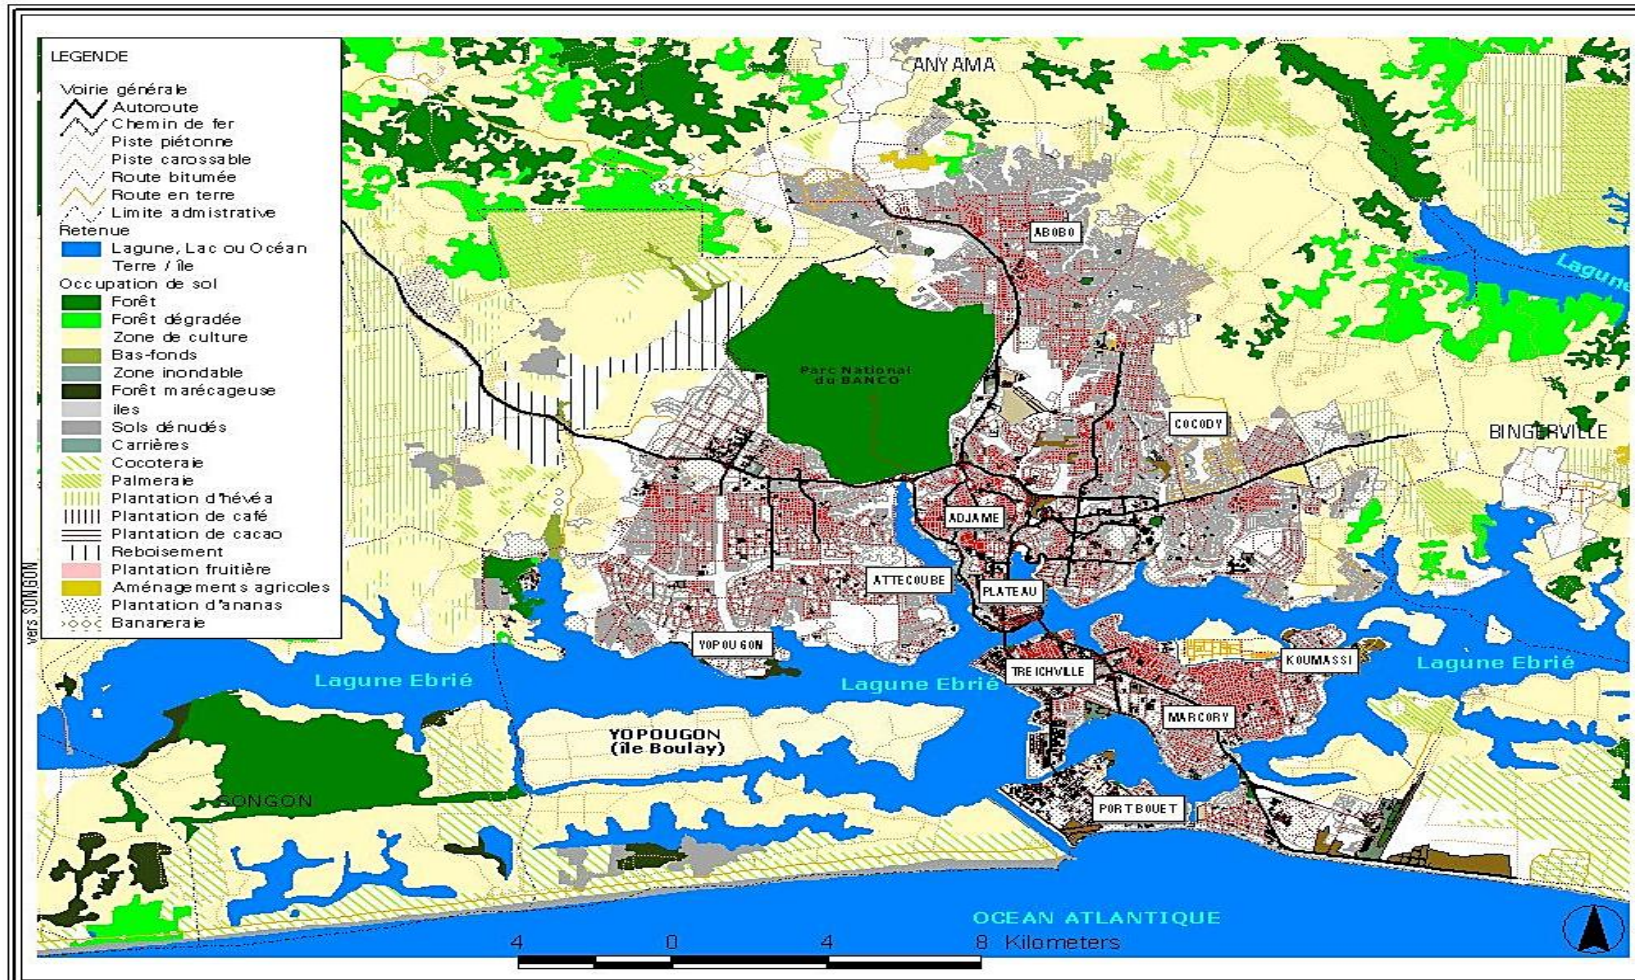 LEGENDE
Voirie générale
Autoroute
Chemin de fer
Piste piétonne
Piste carossable
Route bitumée
Route en terre
Limite admistrative
Retenue
Lagune, Lac ou Océan
Terre / île
Occupation de sol
Forêt
Forêt dégradée
Zone de culture
Bas-fonds
Zone inondable
Forêt marécageuse
iles
Sols dénudés
Carrières
Cocoteraie
Palmeraie
Plantation d'hévéa
Plantation de café
Plantation de cacao
Reboisement
Plantation fruitière
Aménagements agricoles
Plantation d'ananas
Bananeraie
vers SONGON
ANYAMA
ABOBO
Lagune
Parc National
du BANCO
COCODY
BINGERVILLE
ADJAME
ATTECOUBE
PLATEAU
YOPOUGON
TREICHVILLE
KOUMASSI
Lagune Ebrié
Lagune Ebrié
Lagune Ebrié
MARCORY
YOPOUGON
(île Boulay)
SONGON
PORT BOUET
OCEAN ATLANTIQUE
4 0 4 8 Kilometers